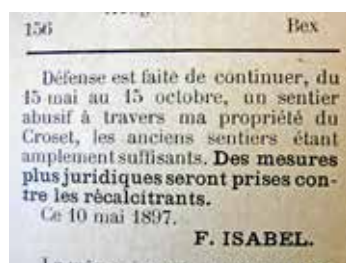 156 Bex
Défense est faite de continuer, du
15 mai au 15 octobre, un sentier
abusif à travers ma propriété du
Croset, les anciens sentiers étant
amplement suffisants. Des mesures
plus juridiques seront prises con-
tre les récalcitrants.
Ce 10 mai 1897.
F. ISABEL.